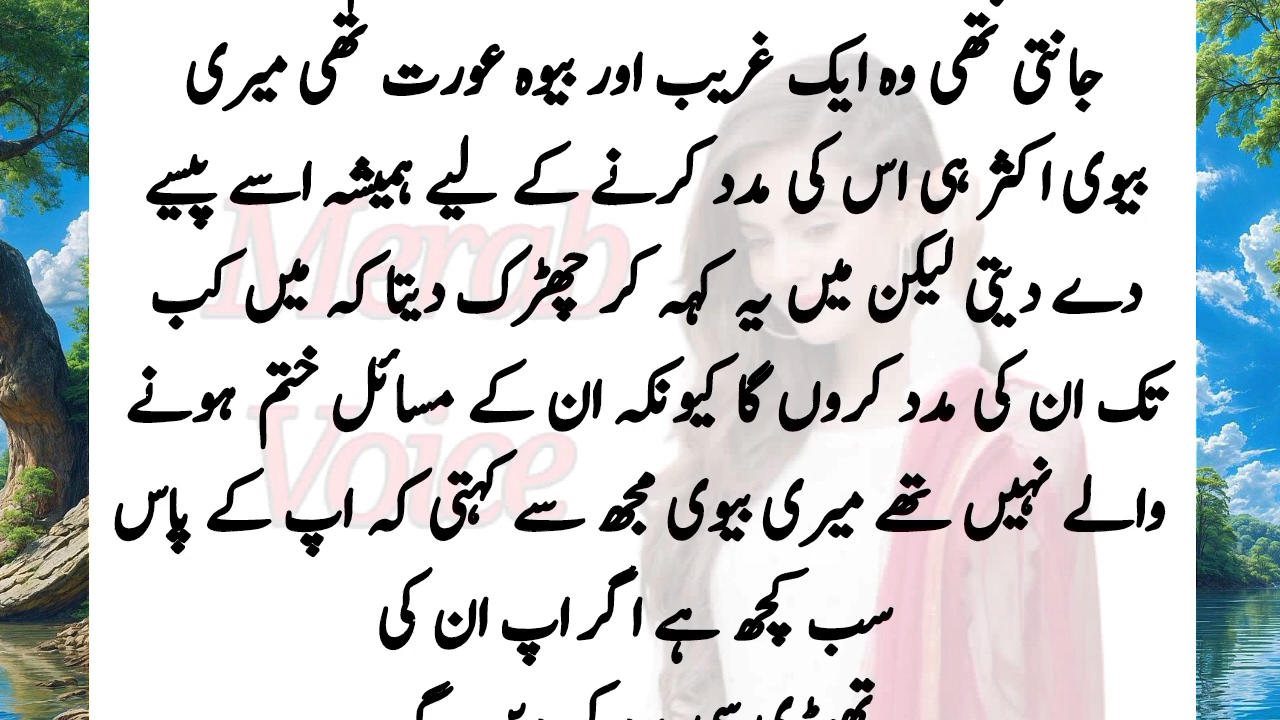 جانتی تھی وہ ایک غریب اور بیوہ عورت تھی میری
بیوی اکثر ہی اس کی مدد کرنے کے لیے ہمیشہ اسے پیسے
دے دیتی لیکن میں یہ کہہ کر چھڑک دیتا کہ میں کب
تک ان کی مدد کروں گا کیونکہ ان کے مسائل ختم ہونے
والے نہیں تھے میری بیوی مجھ سے کہتی کہ اپ کے پاس
سب کچھ ہے اگر اپ ان کی
Merab
Voice